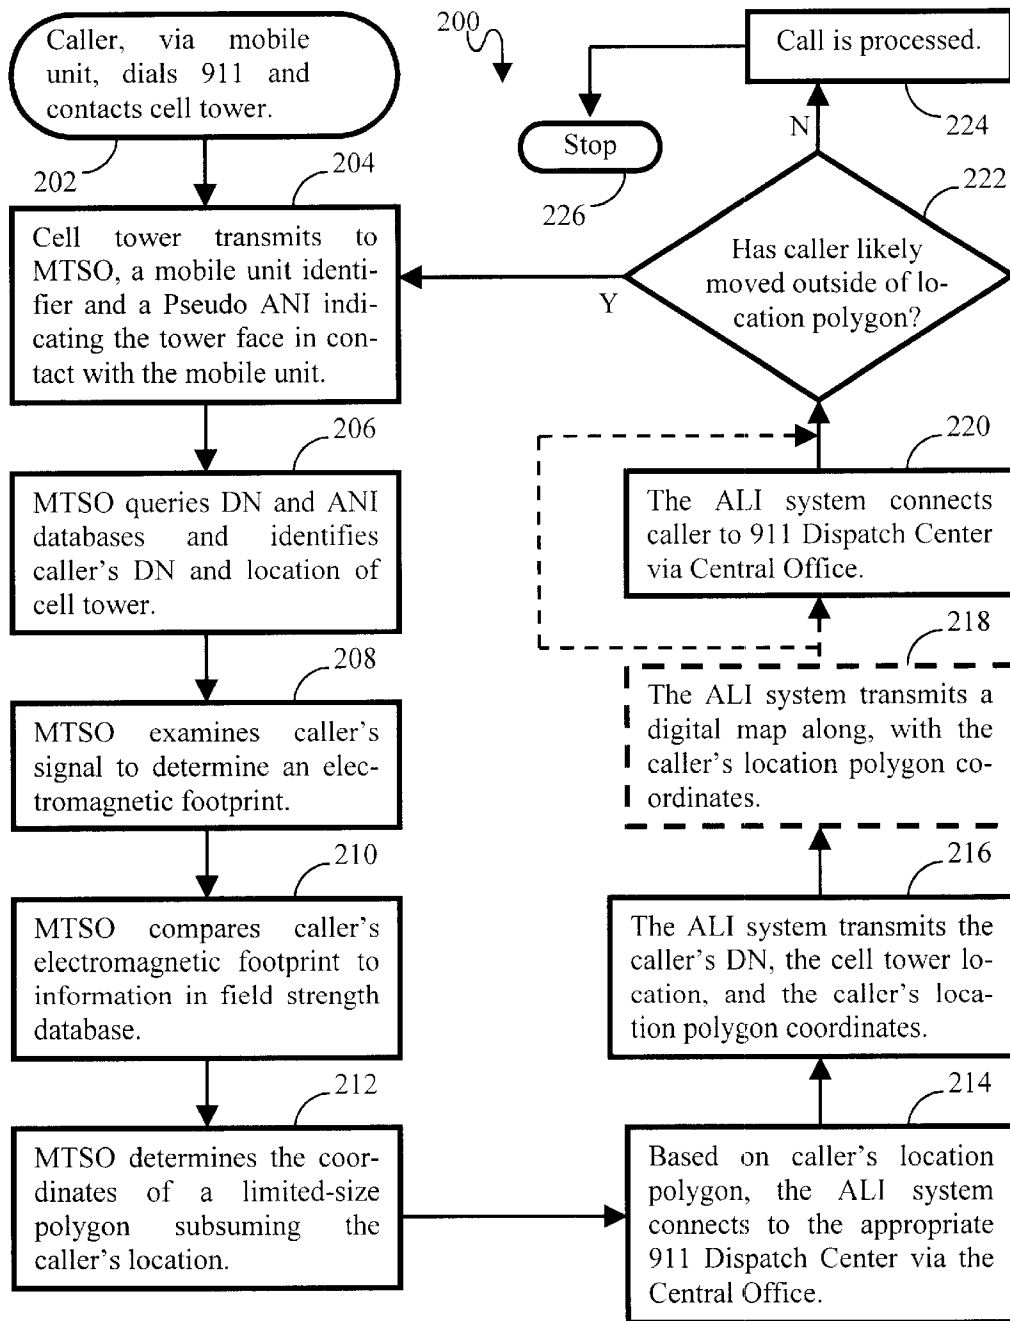 Caller, via mobile
unit, dials 911 and
contacts cell tower.
202
204
Cell tower transmits to
MTSO, a mobile unit identi-
fier and a Pseudo ANI indi-
cating the tower face in con-
tact with the mobile unit.
206
MTSO queries DN and ANI
databases and identifies
caller's DN and location of
cell tower.
208
MTSO examines caller's
signal to determine an elec-
tromagnetic footprint.
210
MTSO compares caller's
electromagnetic footprint to
information in field strength
database.
212
MTSO determines the coor-
dinates of a limited-size
polygon subsuming the
caller's location.
214
Based on caller's location
polygon, the ALI system
connects to the appropriate
911 Dispatch Center via the
Central Office.
216
The ALI system transmits the
caller's DN, the cell tower lo-
cation, and the caller's loca-
tion polygon coordinates.
218
The ALI system transmits a
digital map along, with the
caller's location polygon co-
ordinates.
220
The ALI system connects
caller to 911 Dispatch Center
via Central Office.
222
Has caller likely
moved outside of lo-
cation polygon?
Y
N
224
Call is processed.
Stop
226
200